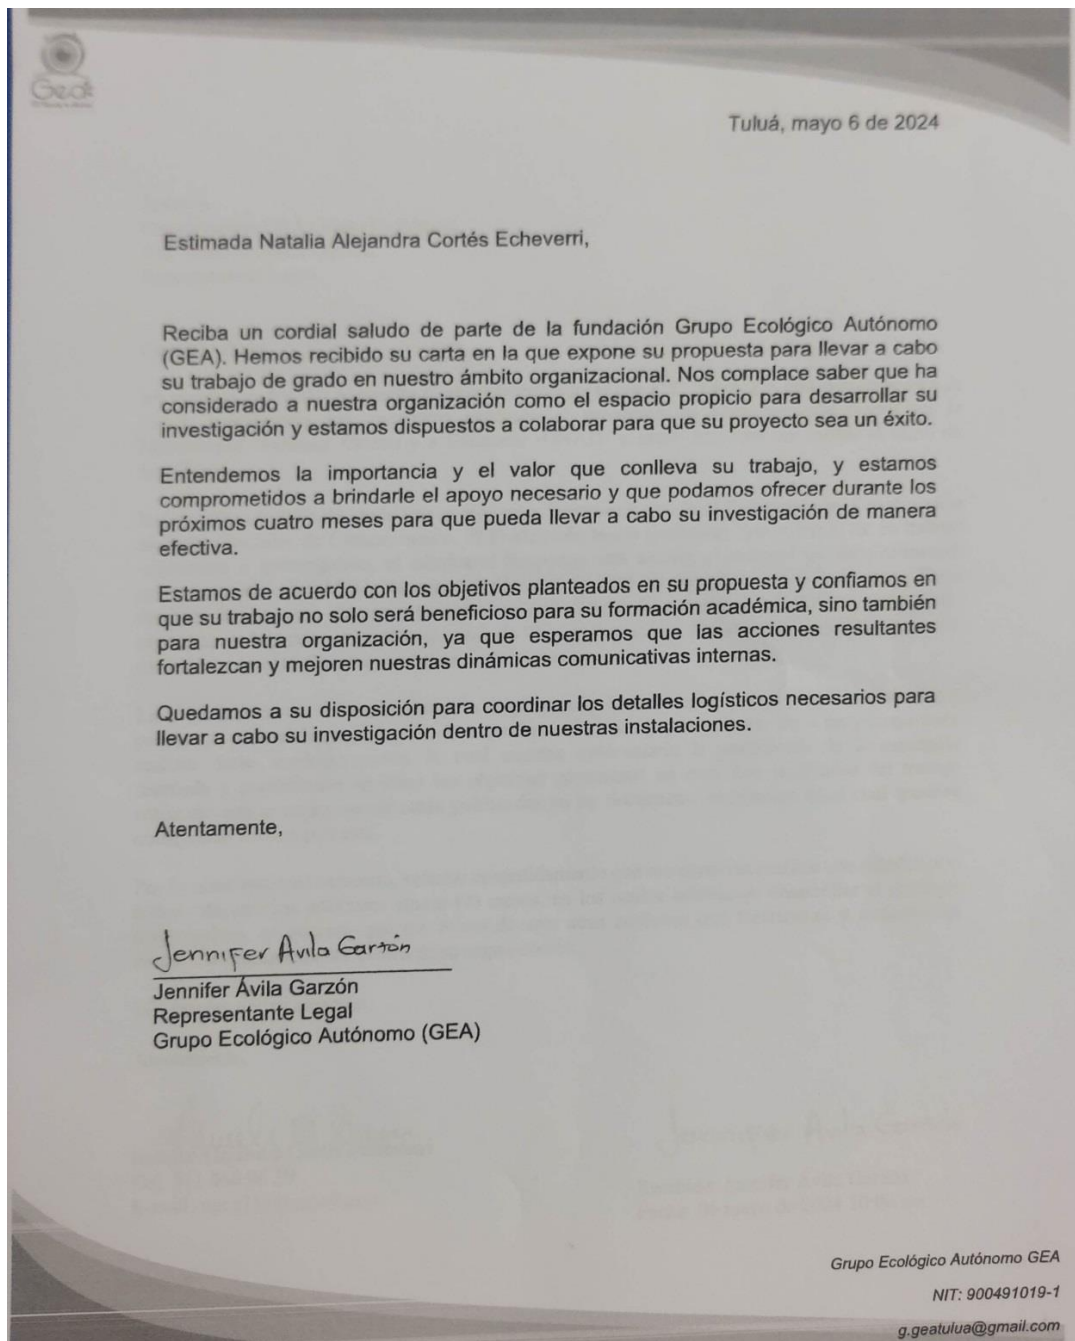 Gea
Tuluá, mayo 6 de 2024
Estimada Natalia Alejandra Cortés Echeverri,
Reciba un cordial saludo de parte de la fundación Grupo Ecológico Autónomo
(GEA). Hemos recibido su carta en la que expone su propuesta para llevar a cabo
su trabajo de grado en nuestro ámbito organizacional. Nos complace saber que ha
considerado a nuestra organización como el espacio propicio para desarrollar su
investigación y estamos dispuestos a colaborar para que su proyecto sea un éxito.
Entendemos la importancia y el valor que conlleva su trabajo, y estamos
comprometidos a brindarle el apoyo necesario y que podamos ofrecer durante los
próximos cuatro meses para que pueda llevar a cabo su investigación de manera
efectiva.
Estamos de acuerdo con los objetivos planteados en su propuesta y confiamos en
que su trabajo no solo será beneficioso para su formación académica, sino también
para nuestra organización, ya que esperamos que las acciones resultantes
fortalezcan y mejoren nuestras dinámicas comunicativas internas.
Quedamos a su disposición para coordinar los detalles logísticos necesarios para
llevar a cabo su investigación dentro de nuestras instalaciones.
Atentamente,
Jennifer Avila Garzón
Jennifer Ávila Garzón
Representante Legal
Grupo Ecológico Autónomo (GEA)
Grupo Ecológico Autónomo GEA
NIT: 900491019-1
g.geatulua@gmail.com